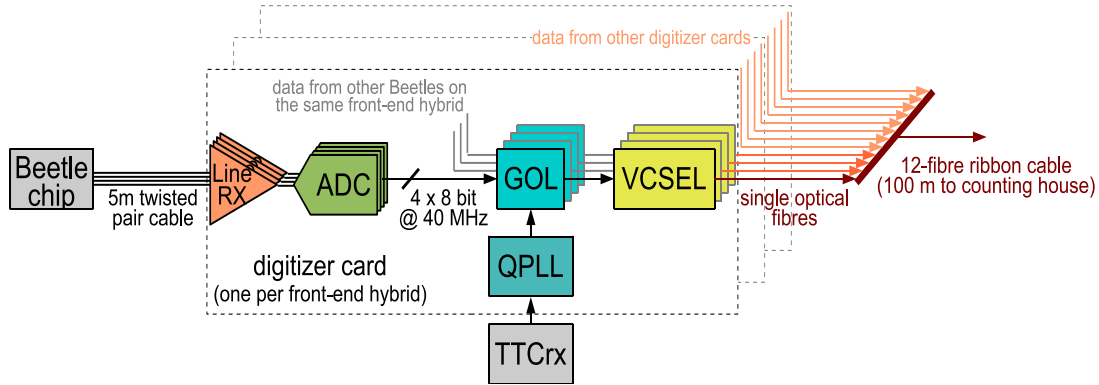 data from other digitizer cards
data from other Beetles on
the same front-end hybrid
Beetle
chip
5m twisted
pair cable
Line
RX
ADC
4 x 8 bit
@ 40 MHz
GOL
VCSEL
single optical
fibres
12-fibre ribbon cable
(100 m to counting house)
digitizer card
(one per front-end hybrid)
QPLL
TTCrx